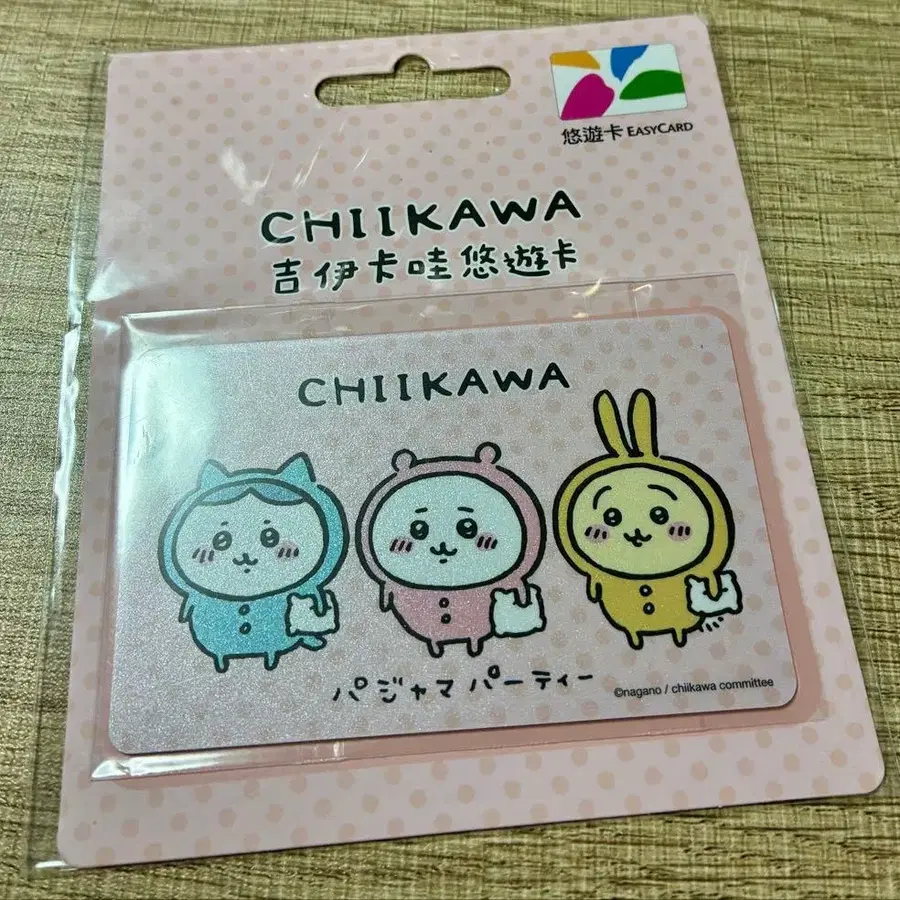 悠遊卡 EASYCARD
CHIIKAWA
吉伊卡哇悠遊卡
CHIIKAWA
パジャマパーティー
©nagano / chiikawa committee